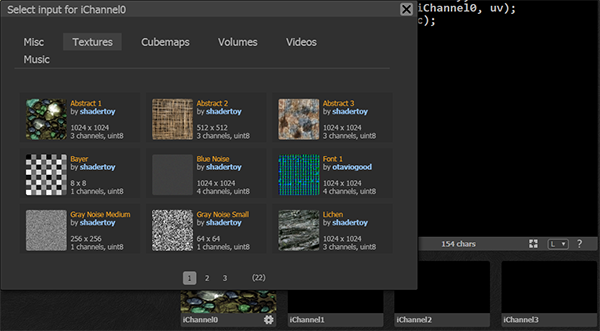 Select input for iChannel0
iChannel0, uv);
c);
Misc Textures Cubemaps Volumes Videos
Music
Abstract 1
by shadertoy
1024 x 1024
3 channels, uint8
Abstract 2
by shadertoy
512 x 512
3 channels, uint8
Abstract 3
by shadertoy
1024 x 1024
3 channels, uint8
Bayer
by shadertoy
8 x 8
1 channels, uint8
Blue Noise
by shadertoy
1024 x 1024
4 channels, uint8
Font 1
by otaviogood
1024 x 1024
4 channels, uint8
Gray Noise Medium
by shadertoy
256 x 256
1 channels, uint8
Gray Noise Small
by shadertoy
64 x 64
1 channels, uint8
Lichen
by shadertoy
1024 x 1024
3 channels, uint8
1 2 3 (22)
154 chars L ?
iChannel0 iChannel1 iChannel2 iChannel3